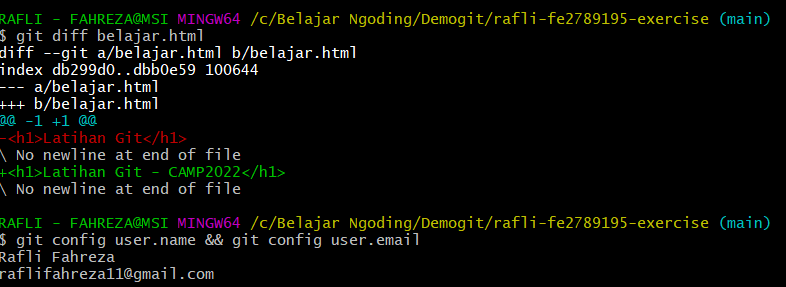 RAFLI - FAHREZA@MSI MINGW64 /c/Belajar Ngoding/Demogit/rafli-fe2789195-exercise (main)
$ git diff belajar.html
diff --git a/belajar.html b/belajar.html
index db299d0..dbb0e59 100644
--- a/belajar.html
+++ b/belajar.html
@@ -1 +1 @@
-<h1>Latihan Git</h1>
\ No newline at end of file
+<h1>Latihan Git - CAMP2022</h1>
\ No newline at end of file
RAFLI - FAHREZA@MSI MINGW64 /c/Belajar Ngoding/Demogit/rafli-fe2789195-exercise (main)
$ git config user.name && git config user.email
Rafli Fahreza
raflifahreza11@gmail.com